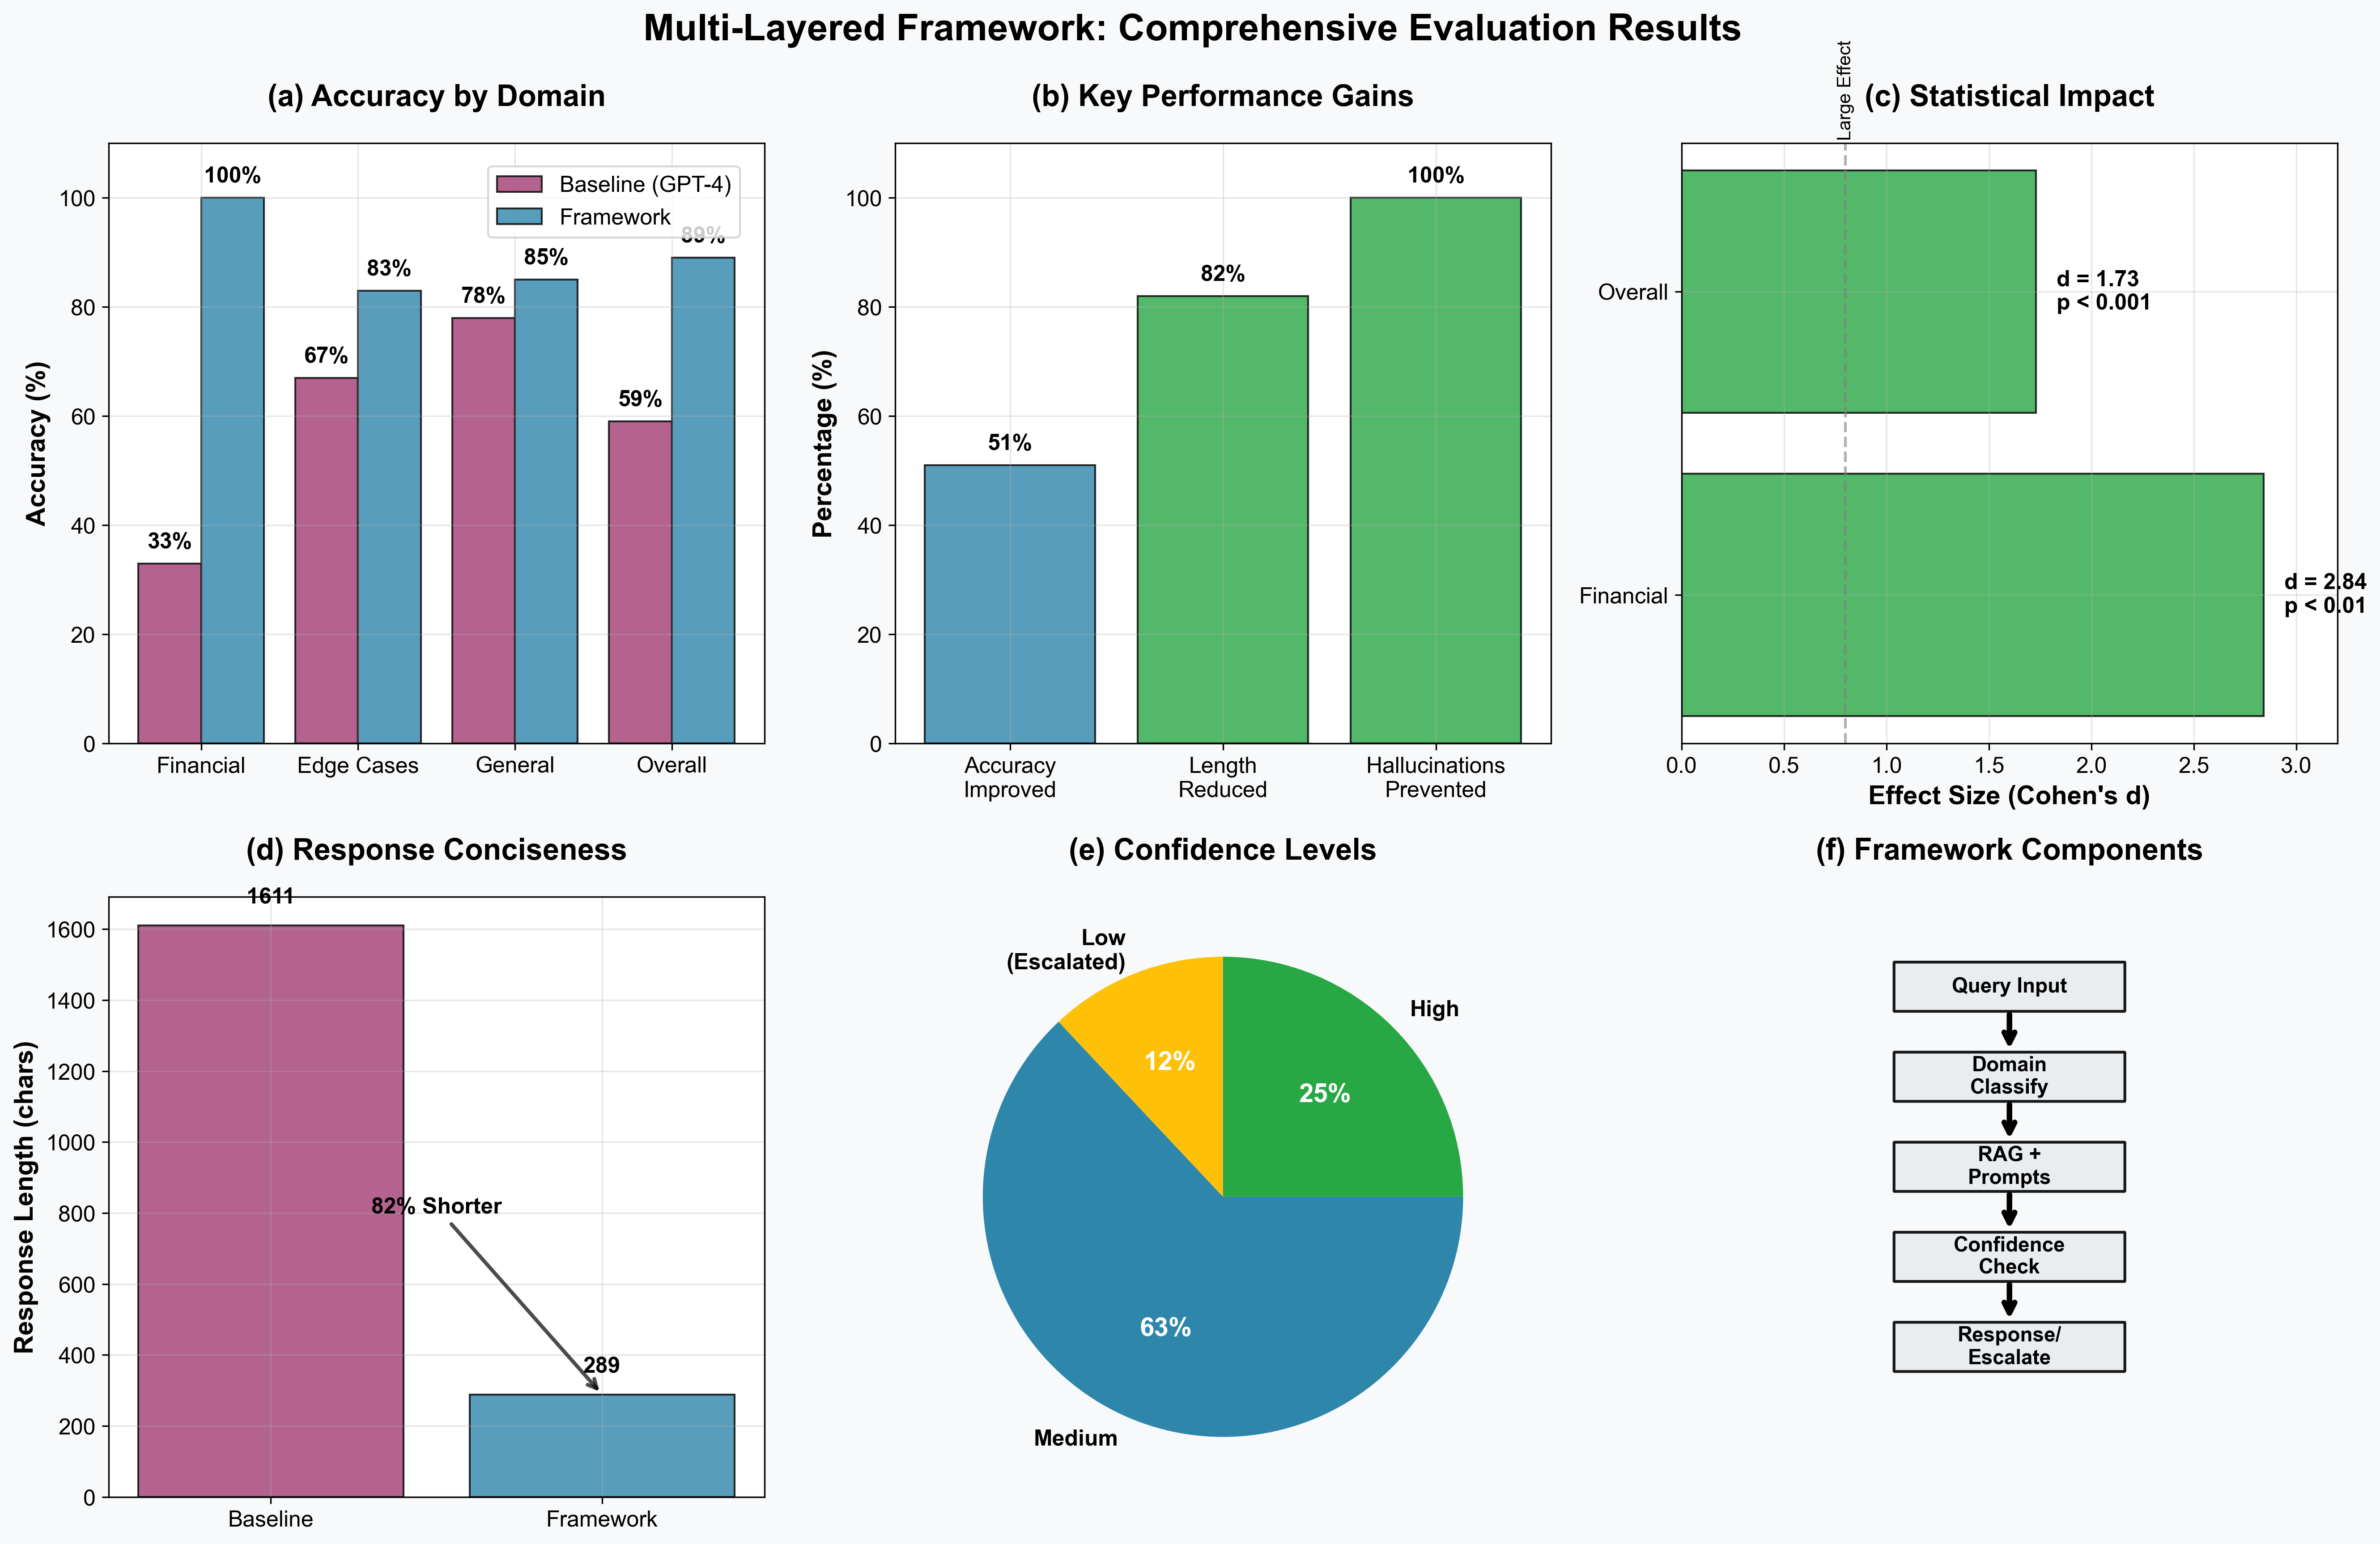 Multi-Layered Framework: Comprehensive Evaluation Results
(a) Accuracy by Domain
Accuracy (%)
100
80
60
40
20
0
Baseline (GPT-4)
Framework
33%
100%
67%
83%
78%
85%
59%
89%
Financial
Edge Cases
General
Overall
(b) Key Performance Gains
Percentage (%)
100
80
60
40
20
0
51%
82%
100%
Accuracy
Improved
Length
Reduced
Hallucinations
Prevented
(c) Statistical Impact
Large Effect
Overall
d = 1.73
p < 0.001
Financial
d = 2.84
p < 0.01
0.0
0.5
1.0
1.5
2.0
2.5
3.0
Effect Size (Cohen's d)
(d) Response Conciseness
Response Length (chars)
1600
1400
1200
1000
800
600
400
200
0
1611
82% Shorter
289
Baseline
Framework
(e) Confidence Levels
Low
(Escalated)
High
12%
25%
63%
Medium
(f) Framework Components
Query Input
Domain
Classify
RAG +
Prompts
Confidence
Check
Response/
Escalate